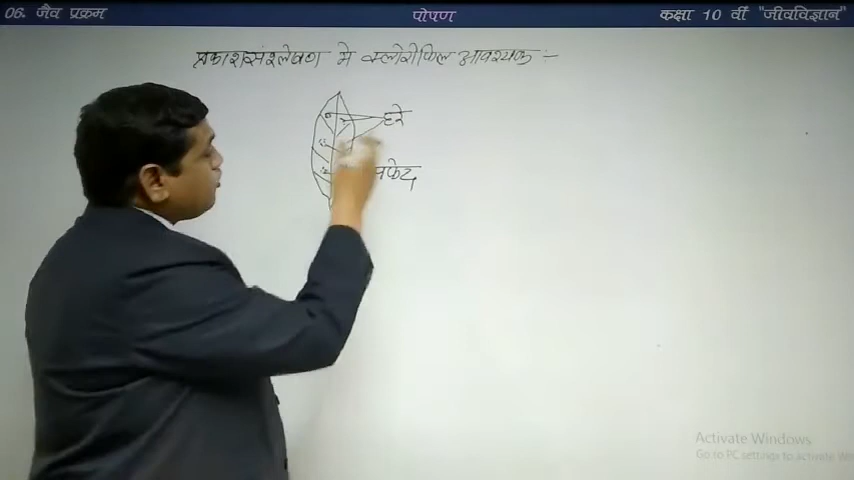 06. जैव प्रक्रम
पोषण
कक्षा 10 वीं "जीवविज्ञान"
प्रकाशसंश्लेषण मे क्लोरोफिल आवश्यक :-
हरे
सफेद
Activate Windows
Go to PC settings to activate Win